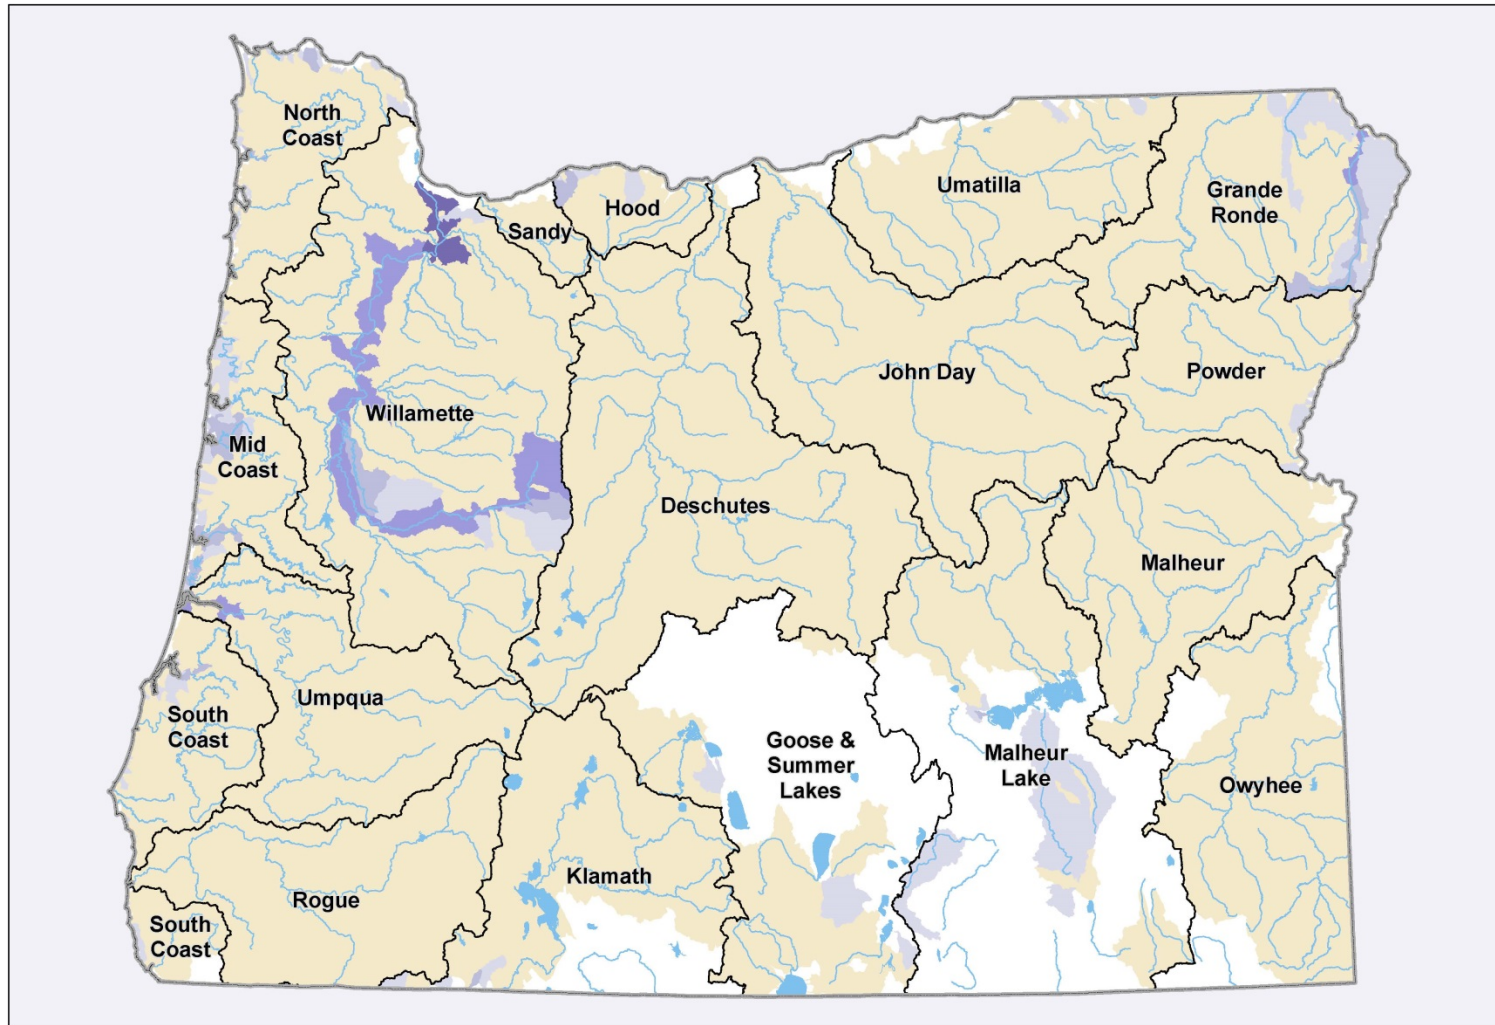 North
Coast
Umatilla
Grande
Ronde
Hood
Sandy
John Day
Powder
Willamette
Mid
Coast
Deschutes
Malheur
Umpqua
South
Coast
Goose &
Summer
Lakes
Malheur
Lake
Owyhee
Klamath
Rogue
South
Coast